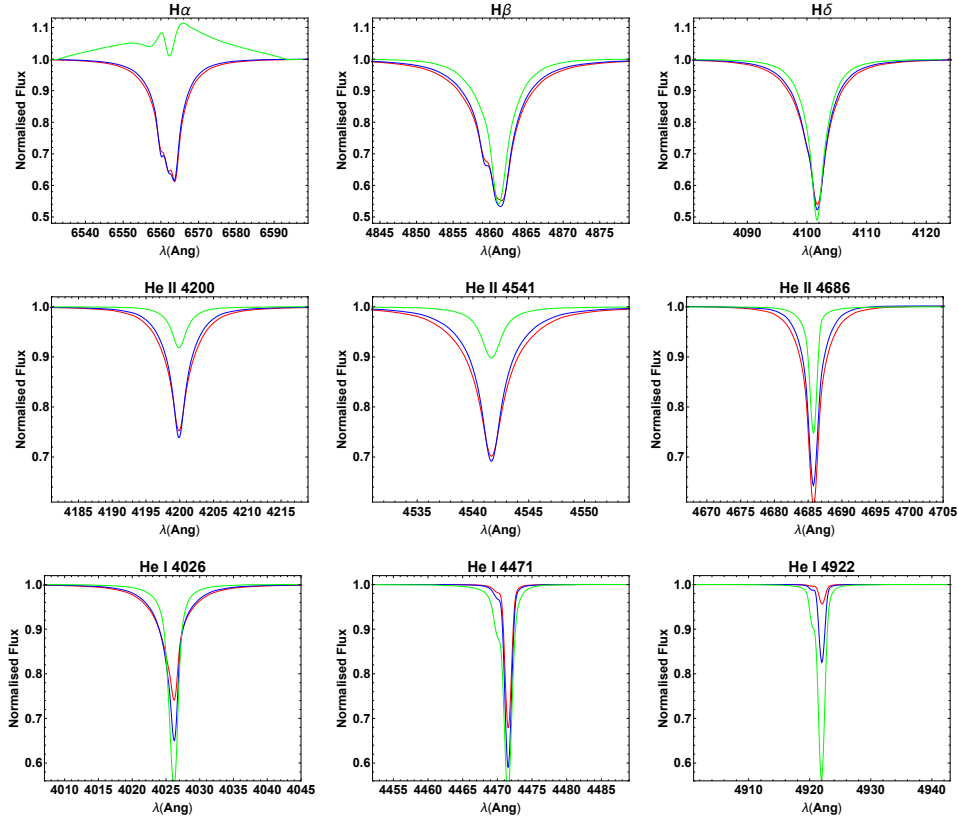 Hα
Hβ
Hδ
Normalised Flux
1.1
1.0
0.9
0.8
0.7
0.6
0.5
6540 6550 6560 6570 6580 6590
λ(Ang)
Normalised Flux
1.0
0.9
0.8
0.7
0.6
0.5
4845 4850 4855 4860 4865 4870 4875
λ(Ang)
Normalised Flux
1.1
1.0
0.9
0.8
0.7
0.6
0.5
4090 4100 4110 4120
λ(Ang)
He II 4200
He II 4541
He II 4686
Normalised Flux
1.0
0.9
0.8
0.7
4185 4190 4195 4200 4205 4210 4215
λ(Ang)
Normalised Flux
1.0
0.9
0.8
0.7
4535 4540 4545 4550
λ(Ang)
Normalised Flux
1.0
0.9
0.8
0.7
4670 4675 4680 4685 4690 4695 4700 4705
λ(Ang)
He I 4026
He I 4471
He I 4922
Normalised Flux
1.0
0.9
0.8
0.7
0.6
4010 4015 4020 4025 4030 4035 4040 4045
λ(Ang)
Normalised Flux
1.0
0.9
0.8
0.7
0.6
4455 4460 4465 4470 4475 4480 4485
λ(Ang)
Normalised Flux
1.0
0.9
0.8
0.7
0.6
4910 4920 4930 4940
λ(Ang)